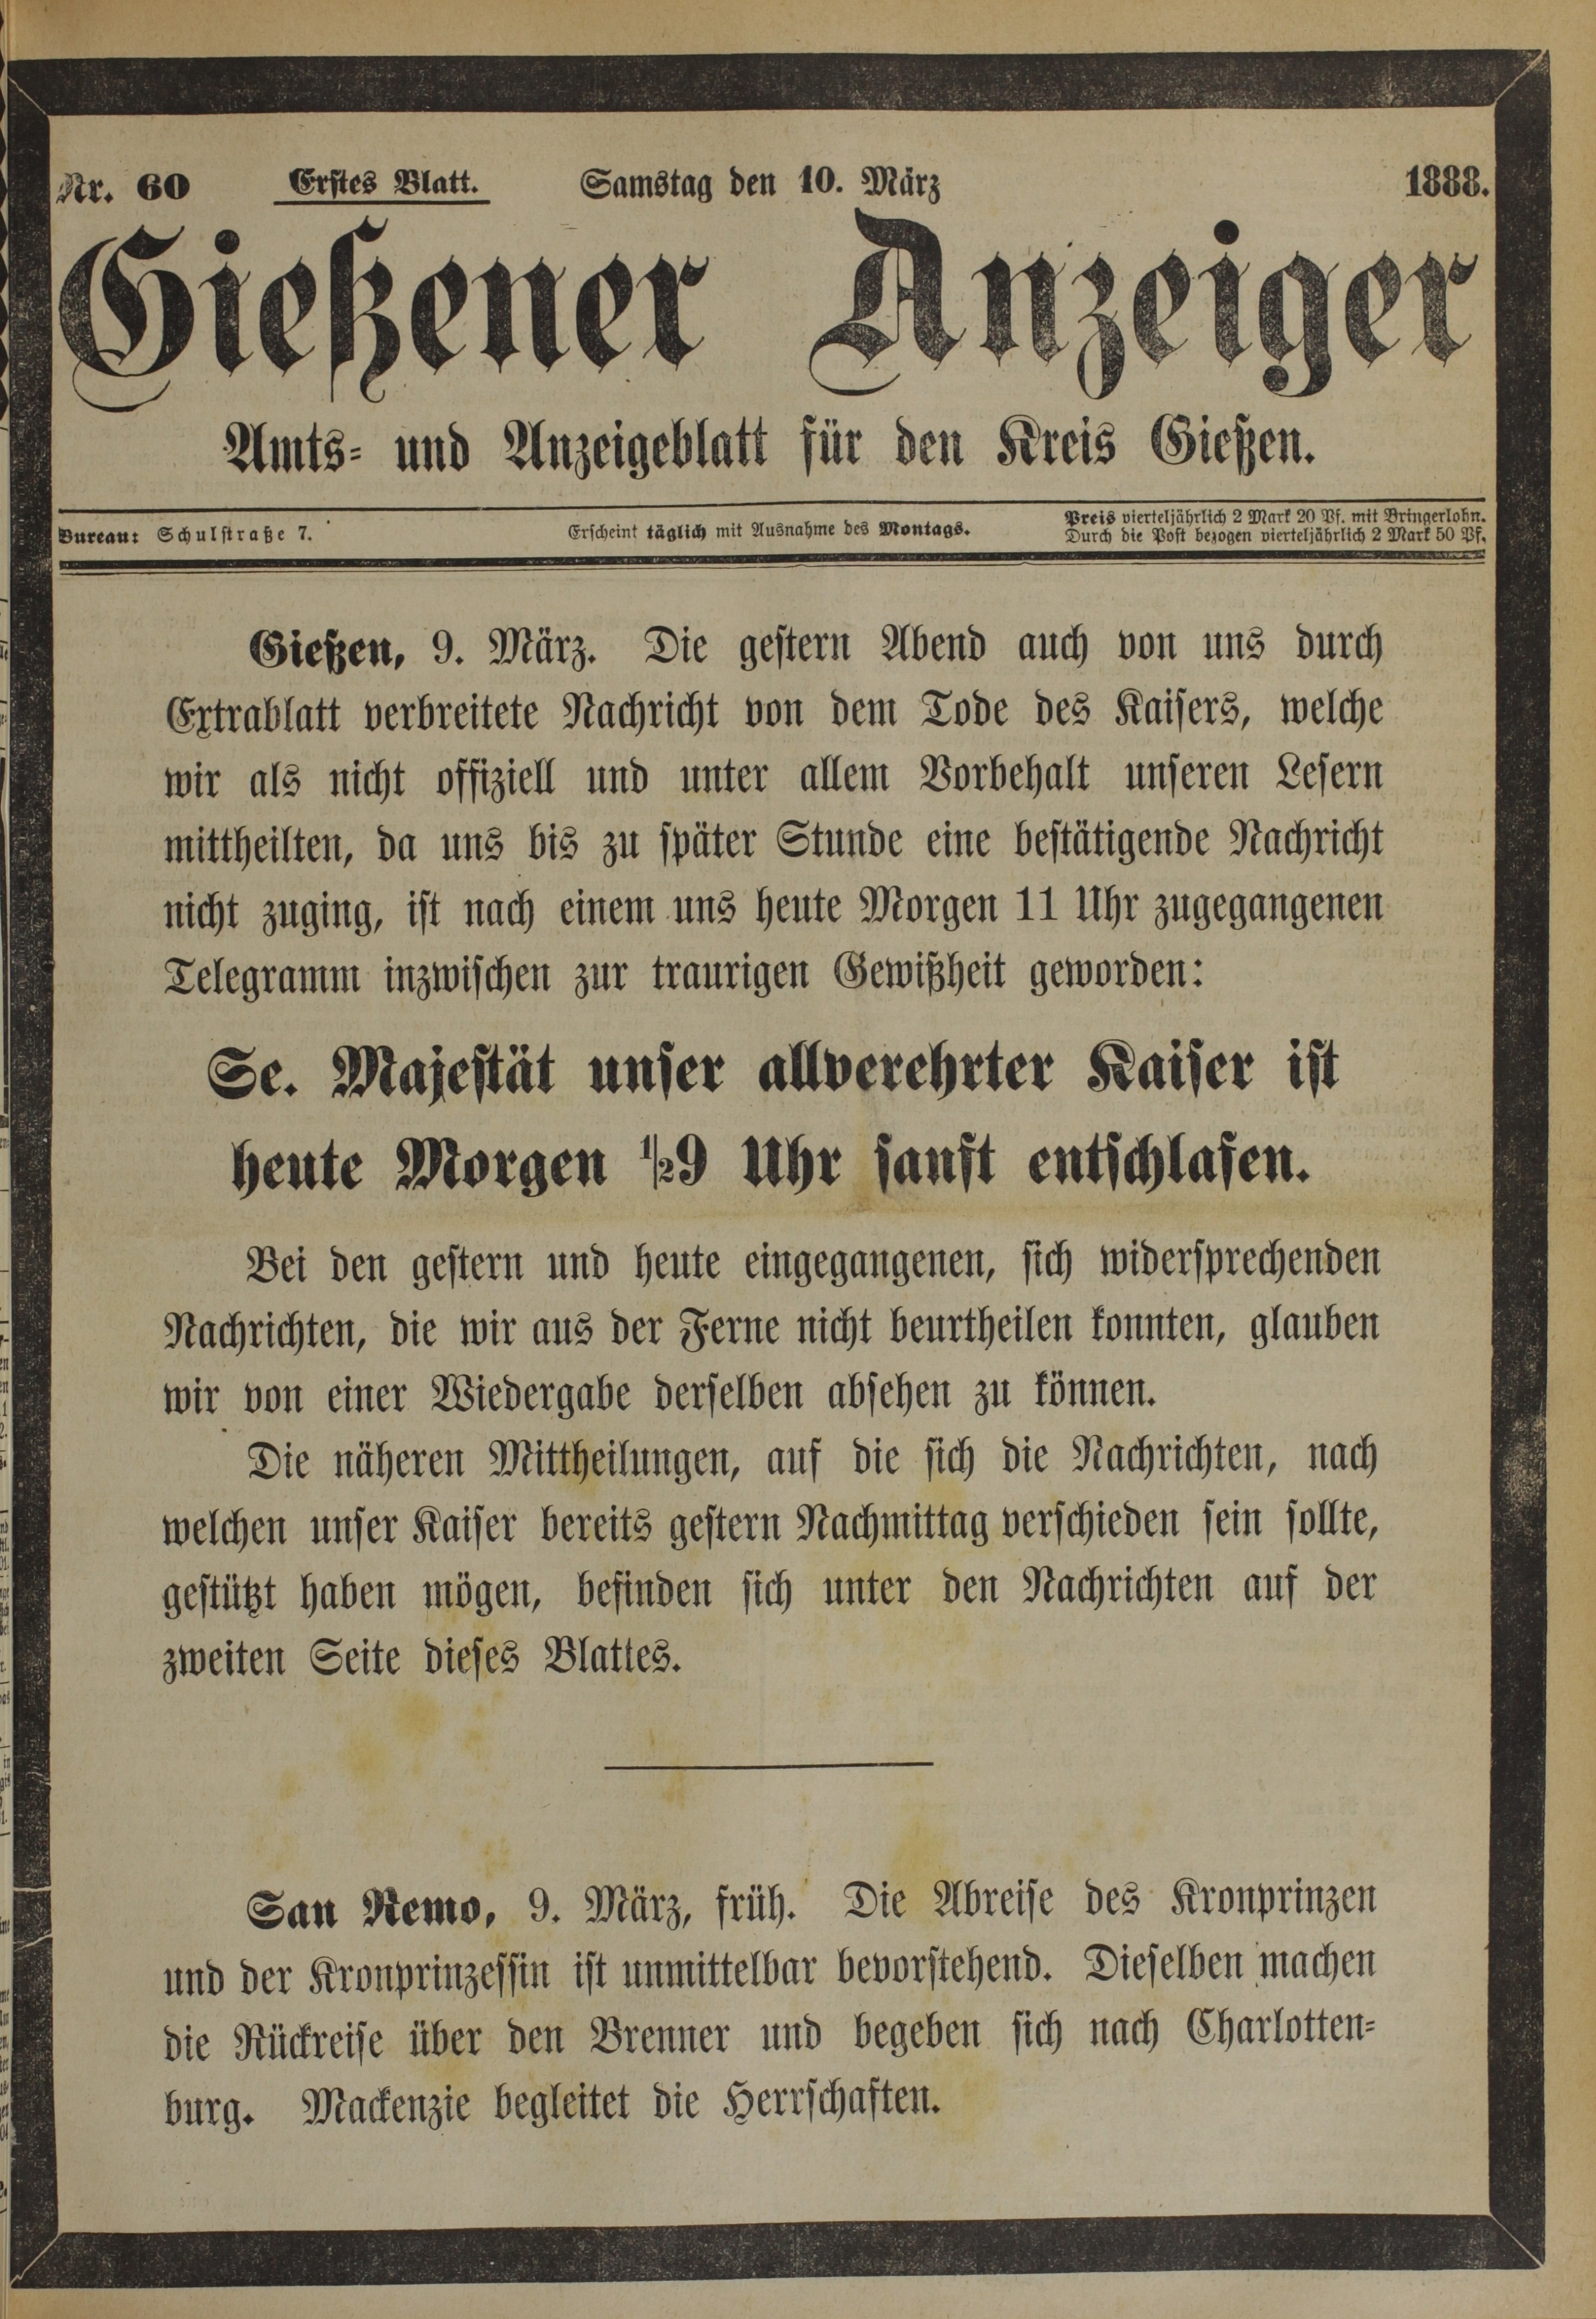 Nr. 60 Erstes Blatt. Samstag den 10. März 1888.
Gießener Anzeiger
Amts- und Anzeigeblatt für den Kreis Gießen.
Bureau: Schulstraße 7. Erscheint täglich mit Ausnahme des Montags. Preis vierteljährlich 2 Mark 20 Pf. mit Bringerlohn.
Durch die Post bezogen vierteljährlich 2 Mark 50 Pf.
Gießen, 9. März. Die gestern Abend auch von uns durch
Extrablatt verbreitete Nachricht von dem Tode des Kaisers, welche
wir als nicht offiziell und unter allem Vorbehalt unseren Lesern
mittheilten, da uns bis zu später Stunde eine bestätigende Nachricht
nicht zuging, ist nach einem uns heute Morgen 11 Uhr zugegangenen
Telegramm inzwischen zur traurigen Gewißheit geworden:
Se. Majestät unser allverehrter Kaiser ist
heute Morgen ½9 Uhr sanft entschlafen.
Bei den gestern und heute eingegangenen, sich widersprechenden
Nachrichten, die wir aus der Ferne nicht beurtheilen konnten, glauben
wir von einer Wiedergabe derselben absehen zu können.
Die näheren Mittheilungen, auf die sich die Nachrichten, nach
welchen unser Kaiser bereits gestern Nachmittag verschieden sein sollte,
gestützt haben mögen, befinden sich unter den Nachrichten auf der
zweiten Seite dieses Blattes.
San Remo, 9. März, früh. Die Abreise des Kronprinzen
und der Kronprinzessin ist unmittelbar bevorstehend. Dieselben machen
die Rückreise über den Brenner und begeben sich nach Charlotten-
burg. Mackenzie begleitet die Herrschaften.